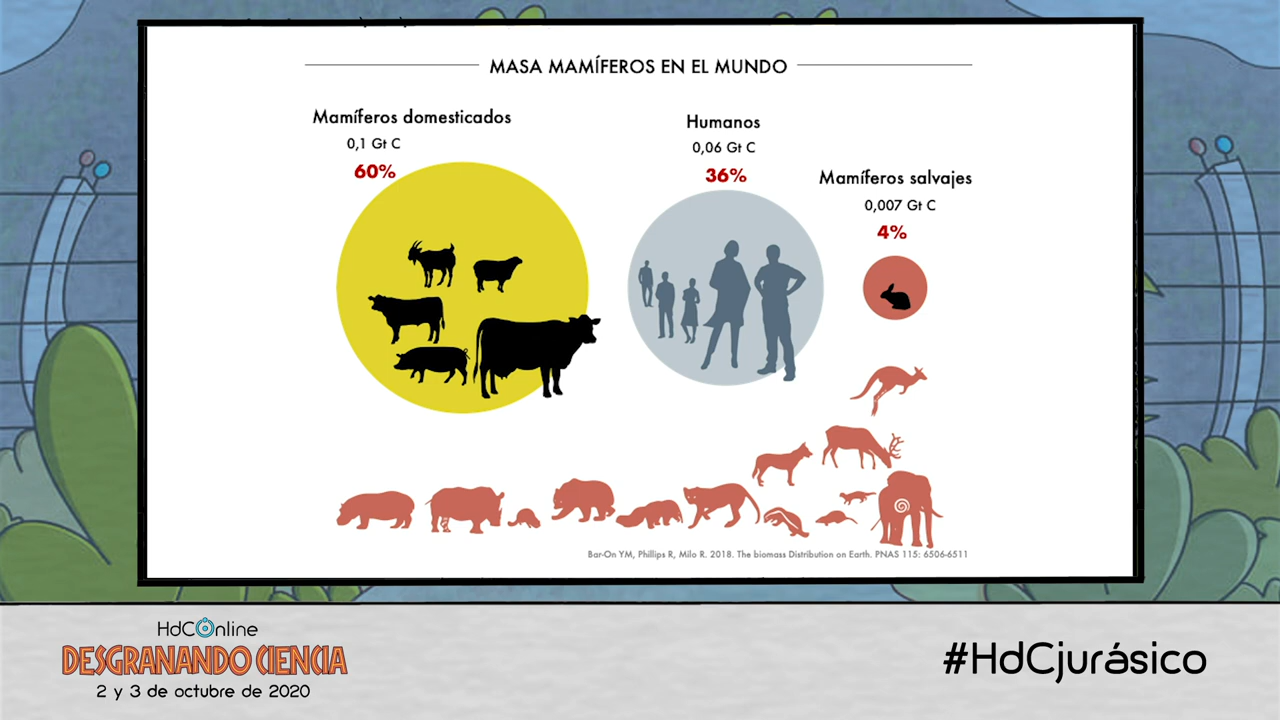 MASA MAMÍFEROS EN EL MUNDO
Mamíferos domesticados
0,1 Gt C
60%
Humanos
0,06 Gt C
36%
Mamíferos salvajes
0,007 Gt C
4%
Bar-On YM, Phillips R, Milo R. 2018. The biomass Distribution on Earth. PNAS 115: 6506-6511
HdCOnline
DESGRANANDO CIENCIA
2 y 3 de octubre de 2020
#HdCjurásico